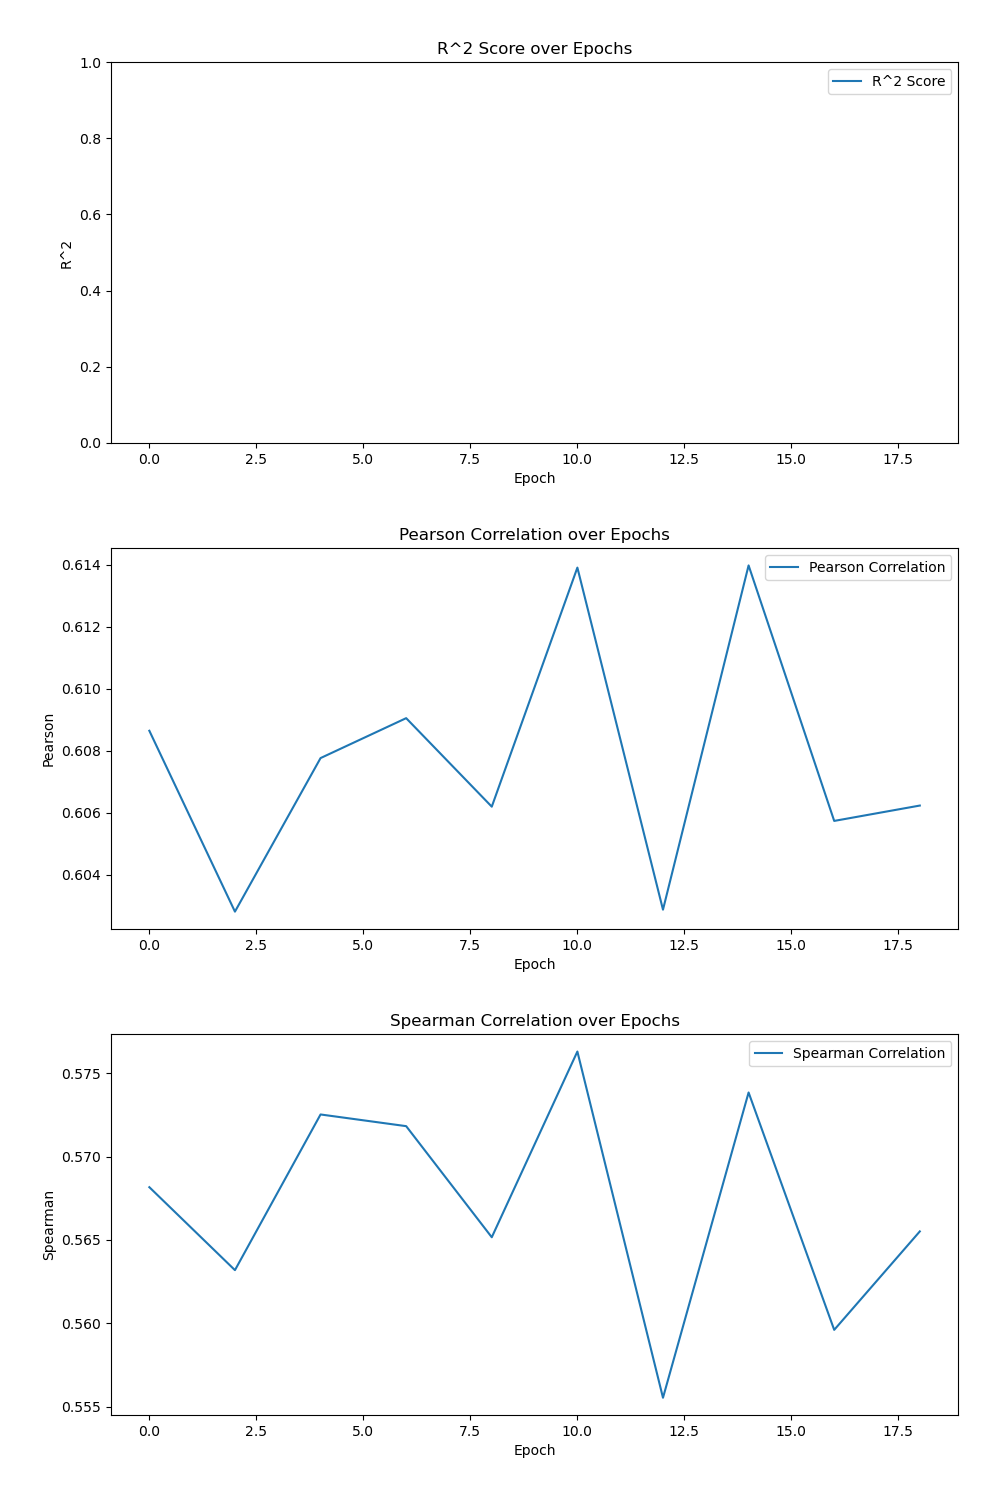 R^2 Score over Epochs
R^2 Score
1.0
0.8
0.6
0.4
0.2
0.0
R^2
0.0 2.5 5.0 7.5 10.0 12.5 15.0 17.5
Epoch
Pearson Correlation over Epochs
Pearson Correlation
0.614
0.612
0.610
0.608
0.606
0.604
Pearson
0.0 2.5 5.0 7.5 10.0 12.5 15.0 17.5
Epoch
Spearman Correlation over Epochs
Spearman Correlation
0.575
0.570
0.565
0.560
0.555
Spearman
0.0 2.5 5.0 7.5 10.0 12.5 15.0 17.5
Epoch